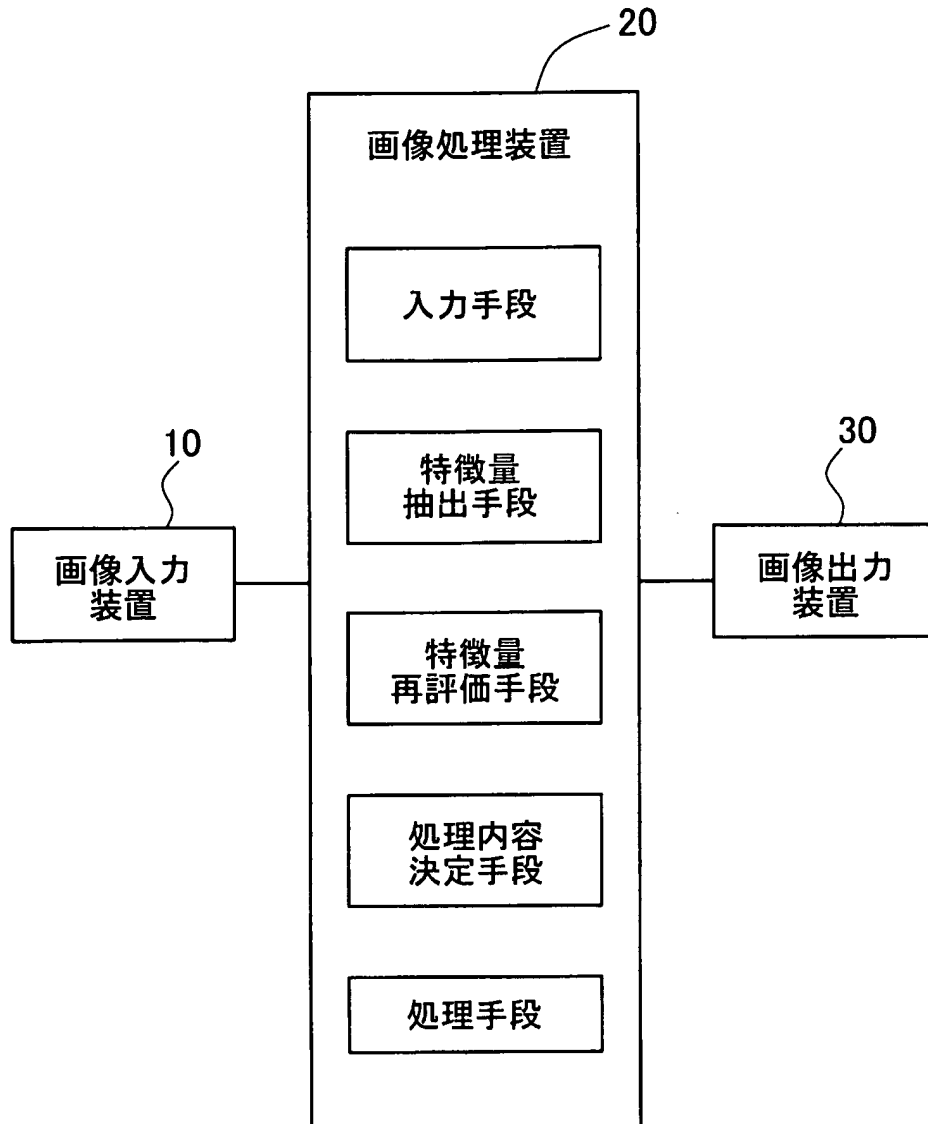 20
画像処理装置
入力手段
10
特徴量
抽出手段
30
画像入力
装置
画像出力
装置
特徴量
再評価手段
処理内容
決定手段
処理手段